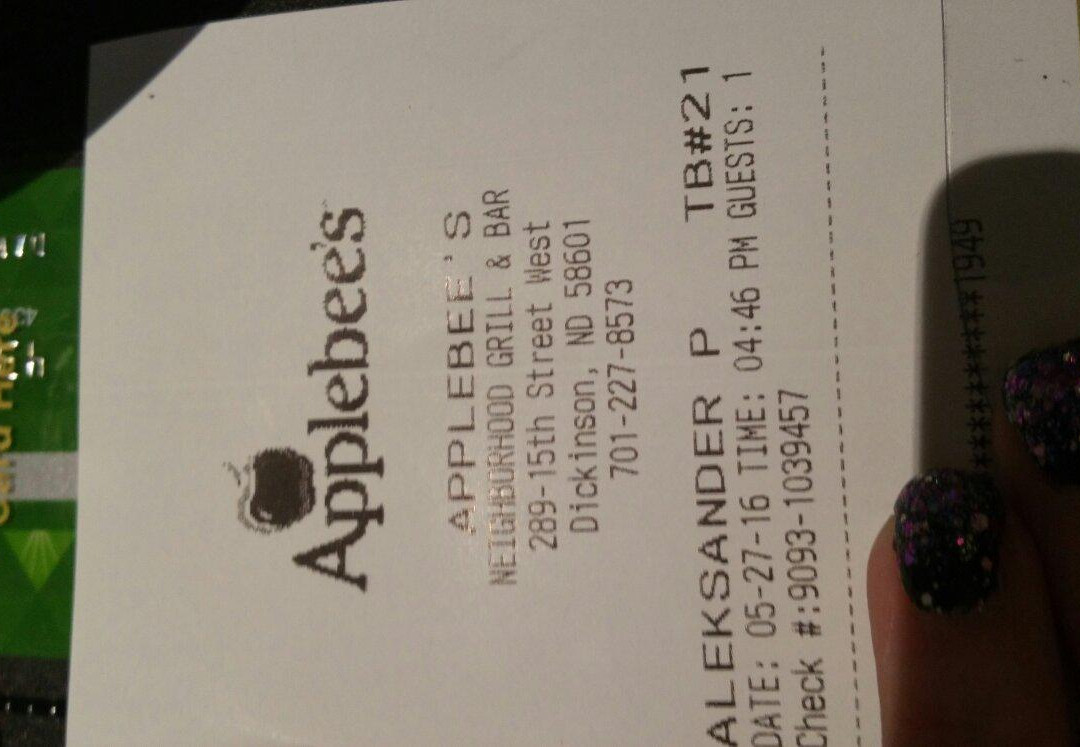 Applebee's
APPLEBEE'S
NEIGHBORHOOD GRILL & BAR
289-15th Street West
Dickinson, ND 58601
701-227-8573
ALEKSANDER P TB#21
DATE: 05-27-16 TIME: 04:46 PM GUESTS: 1
Check #:9093-1039457
************1949